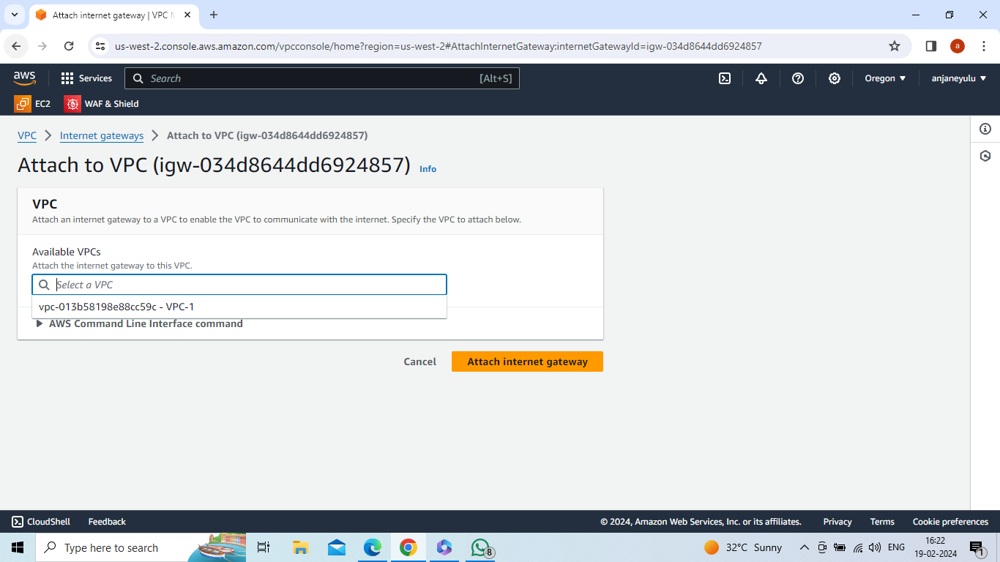 Attach internet gateway | VPC M
us-west-2.console.aws.amazon.com/vpcconsole/home?region=us-west-2#AttachInternetGateway:internetGatewayId=igw-034d8644dd6924857
a
aws
Services
Search
[Alt+S]
Oregon
anjaneyulu
EC2
WAF & Shield
VPC
Internet gateways
Attach to VPC (igw-034d8644dd6924857)
Attach to VPC (igw-034d8644dd6924857)
Info
VPC
Attach an internet gateway to a VPC to enable the VPC to communicate with the internet. Specify the VPC to attach below.
Available VPCs
Attach the internet gateway to this VPC.
Select a VPC
vpc-013b58198e88cc59c - VPC-1
AWS Command Line Interface command
Cancel
Attach internet gateway
CloudShell
Feedback
© 2024, Amazon Web Services, Inc. or its affiliates.
Privacy
Terms
Cookie preferences
Type here to search
8
32°C Sunny
ENG
16:22
19-02-2024
1